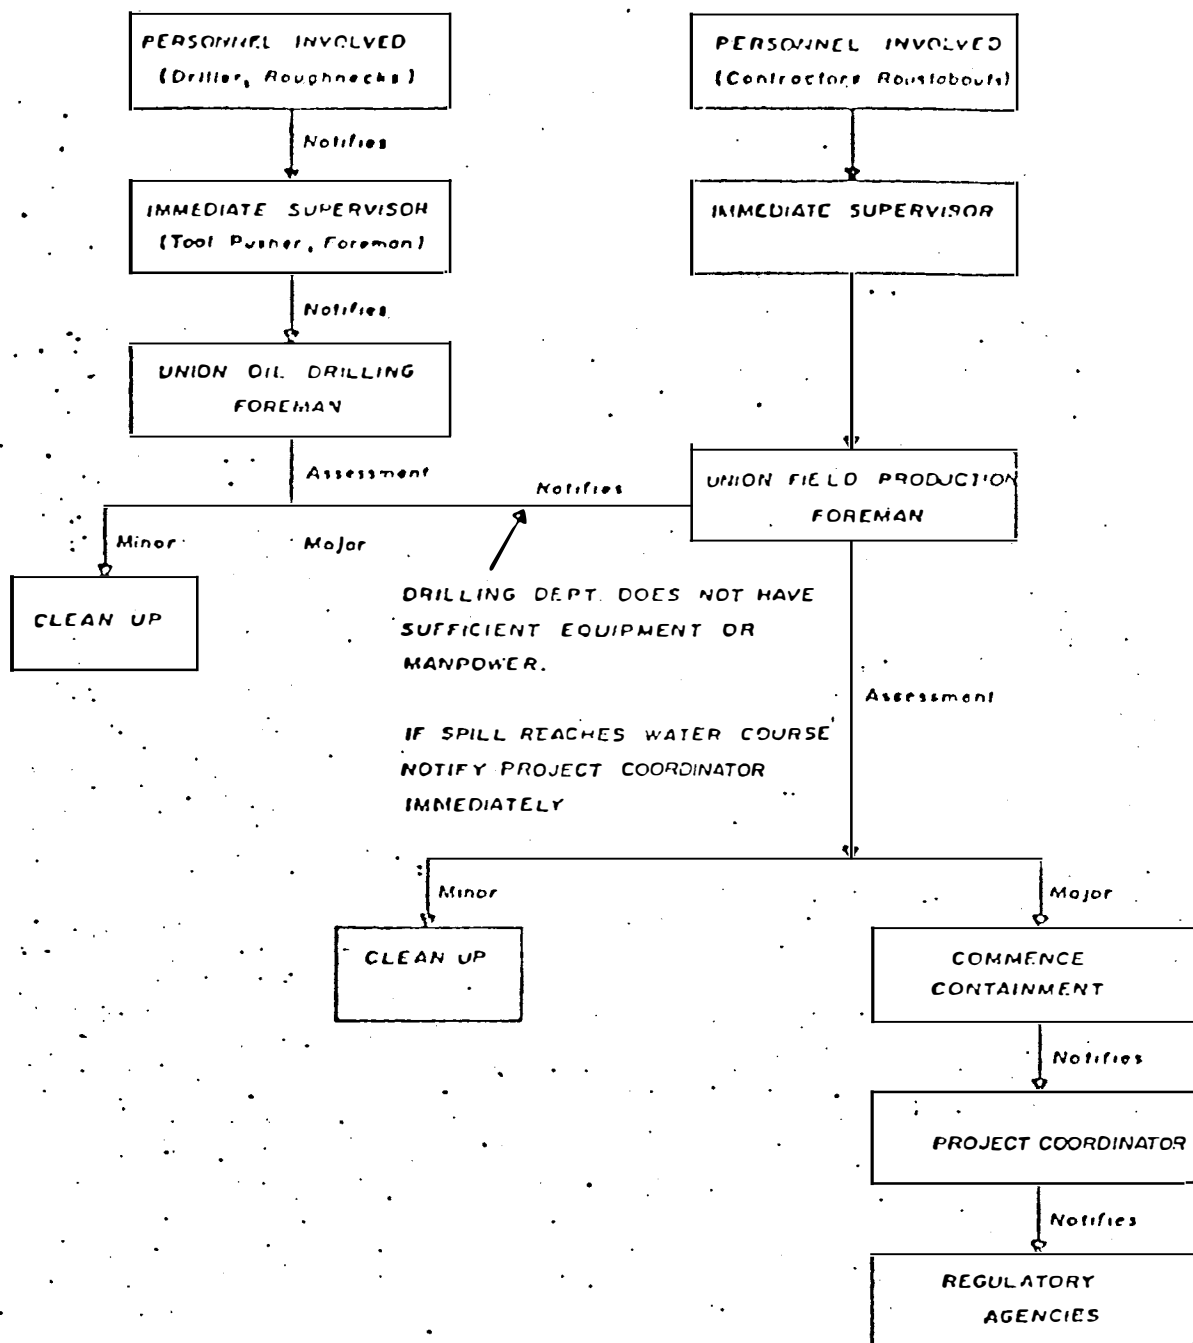 PERSONNEL INVOLVED
(Driller, Roughnecks)
Notifies
IMMEDIATE SUPERVISOR
(Tool Pusher, Foreman)
Notifies
UNION OIL DRILLING
FOREMAN
Assessment
Minor
Major
CLEAN UP
PERSONNEL INVOLVED
(Contractors Roustabouts)
IMMEDIATE SUPERVISOR
Notifies
UNION FIELD PRODUCTION
FOREMAN
DRILLING DEPT. DOES NOT HAVE
SUFFICIENT EQUIPMENT OR
MANPOWER.
IF SPILL REACHES WATER COURSE
NOTIFY PROJECT COORDINATOR
IMMEDIATELY
Assessment
Minor
CLEAN UP
Major
COMMENCE
CONTAINMENT
Notifies
PROJECT COORDINATOR
Notifies
REGULATORY
AGENCIES